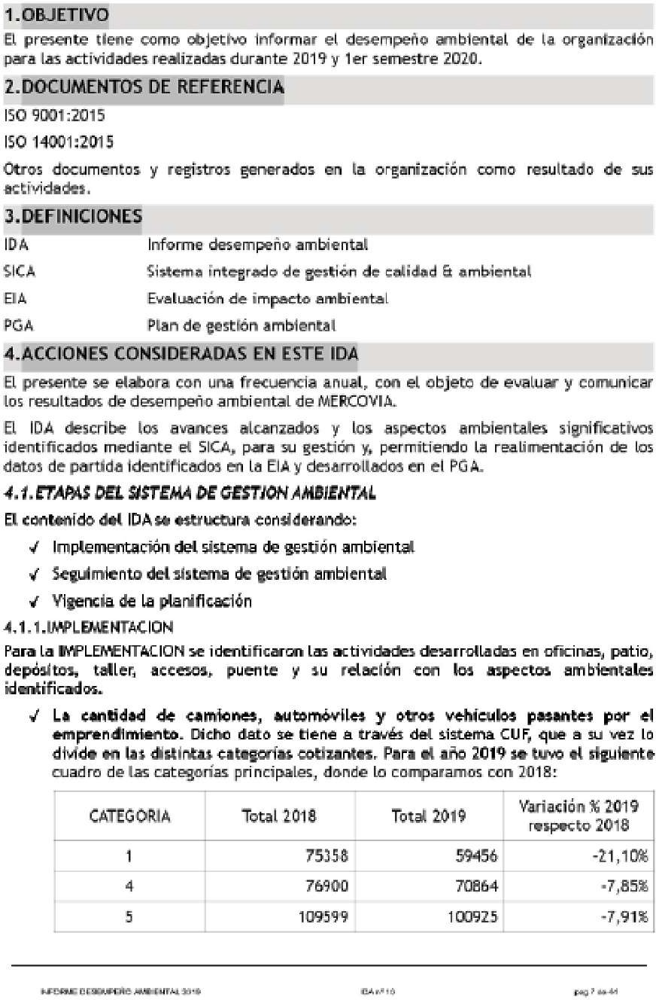 1.OBJETIVO
El presente tiene como objetivo informar el desempeño ambiental de la organización
para las actividades realizadas durante 2019 y 1er semestre 2020.
2.DOCUMENTOS DE REFERENCIA
ISO 9001:2015
ISO 14001:2015
Otros documentos y registros generados en la organización como resultado de sus
actividades.
3.DEFINICIONES
IDA Informe desempeño ambiental
SICA Sistema integrado de gestión de calidad & ambiental
EIA Evaluación de impacto ambiental
PGA Plan de gestión ambiental
4.ACCIONES CONSIDERADAS EN ESTE IDA
El presente se elabora con una frecuencia anual, con el objeto de evaluar y comunicar
los resultados de desempeño ambiental de MERCOVIA.
El IDA describe los avances alcanzados y los aspectos ambientales significativos
identificados mediante el SICA, para su gestión y, permitiendo la realimentación de los
datos de partida identificados en la EIA y desarrollados en el PGA.
4.1.ETAPAS DEL SISTEMA DE GESTION AMBIENTAL
El contenido del IDA se estructura considerando:
✓ Implementación del sistema de gestión ambiental
✓ Seguimiento del sistema de gestión ambiental
✓ Vigencia de la planificación
4.1.1.IMPLEMENTACION
Para la IMPLEMENTACION se identificaron las actividades desarrolladas en oficinas, patio,
depósitos, taller, accesos, puente y su relación con los aspectos ambientales
identificados.
✓ La cantidad de camiones, automóviles y otros vehículos pasantes por el
emprendimiento. Dicho dato se tiene a través del sistema CUF, que a su vez lo
divide en las distintas categorías cotizantes. Para el año 2019 se tuvo el siguiente
cuadro de las categorías principales, donde lo comparamos con 2018:
CATEGORIA Total 2018 Total 2019 Variación % 2019
respecto 2018
1 75358 59456 -21,10%
4 76900 70864 -7,85%
5 109599 100925 -7,91%
INFORME DESEMPEÑO AMBIENTAL 2019 IDA nº 10 pag 7 de